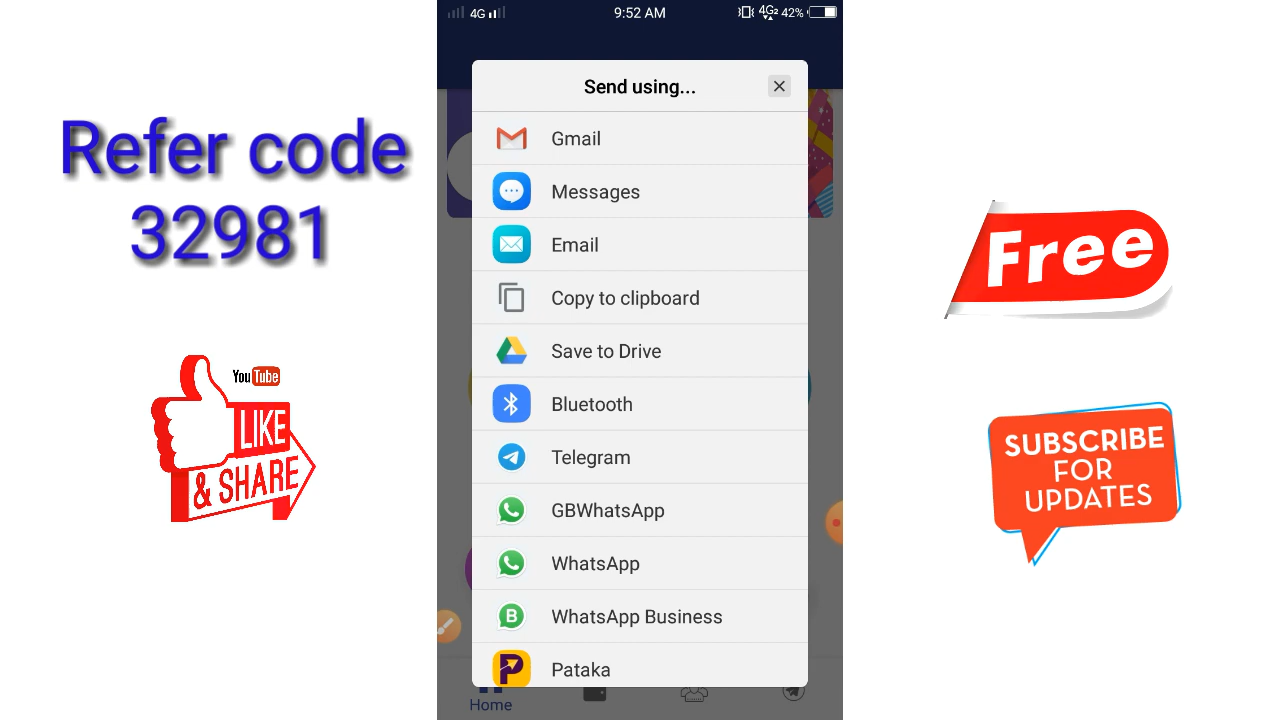 Refer code
32981
YouTube
LIKE
& SHARE
4G
9:52 AM
4G2 42%
Send using...
Gmail
Messages
Email
Copy to clipboard
Save to Drive
Bluetooth
Telegram
GBWhatsApp
WhatsApp
WhatsApp Business
Pataka
Home
Free
SUBSCRIBE
FOR
UPDATES